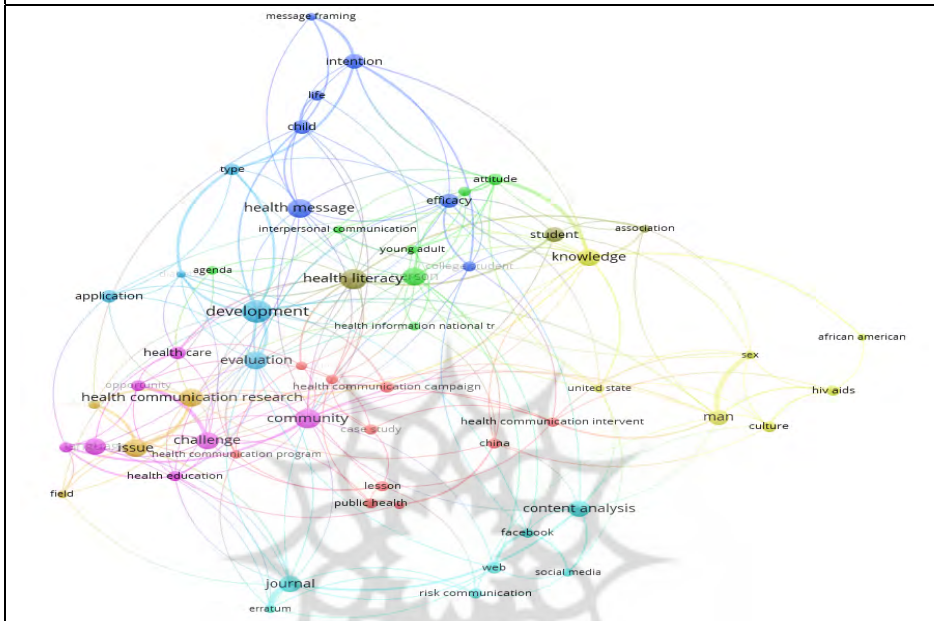 message framing
intention
life
child
type
attitude
health message
efficacy
interpersonal communication
student
association
young adult
knowledge
college student
person
agenda
health literacy
application
development
health information national tr
african american
health care
evaluation
sex
opportunity
health communication campaign
united state
hiv aids
health communication research
community
man
health communication intervent
culture
case study
challenge
china
issue
health communication program
health education
lesson
field
public health
content analysis
facebook
web
social media
journal
risk communication
erratum